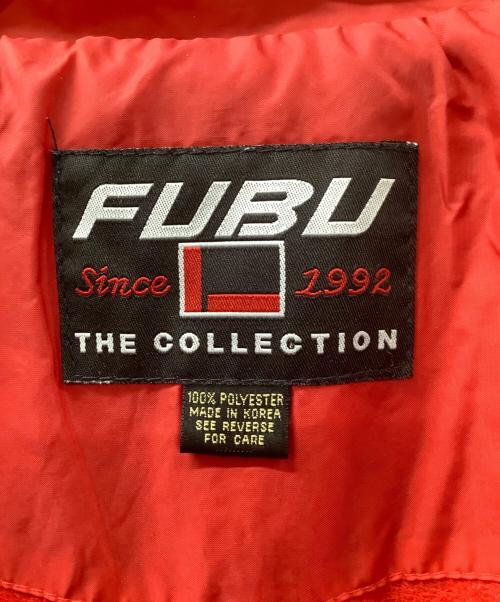 FUBU
Since 1992
THE COLLECTION
100% POLYESTER
MADE IN KOREA
SEE REVERSE
FOR CARE